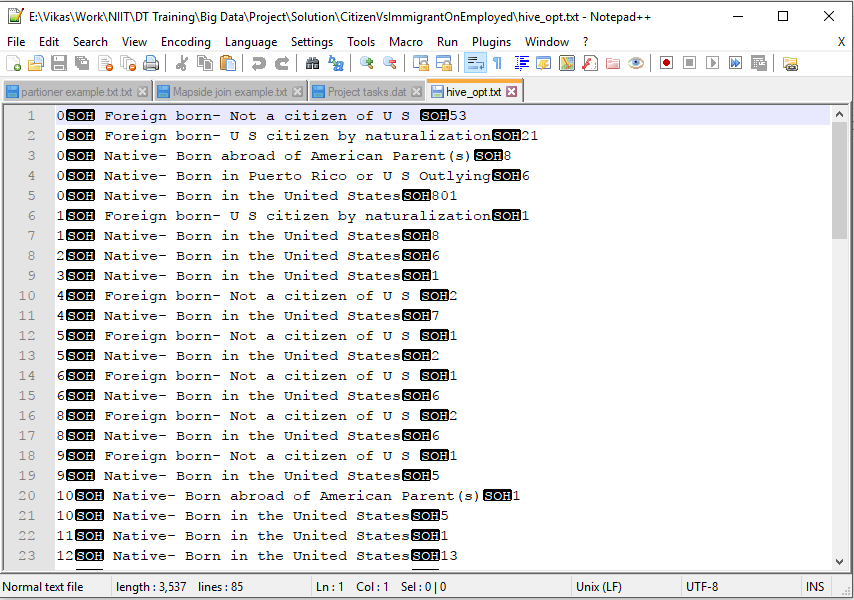 E:\Vikas\Work\NIIT\DT Training\Big Data\Project\Solution\CitizenVsImmigrantOnEmployed\hive_opt.txt - Notepad++
File Edit Search View Encoding Language Settings Tools Macro Run Plugins Window ? X
partioner example.txt.txt Mapside join example.txt Project tasks.dat hive_opt.txt
1 0SOH Foreign born- Not a citizen of U S SOH53
2 0SOH Foreign born- U S citizen by naturalizationSOH21
3 0SOH Native- Born abroad of American Parent(s)SOH8
4 0SOH Native- Born in Puerto Rico or U S OutlyingSOH6
5 0SOH Native- Born in the United StatesSOH801
6 1SOH Foreign born- U S citizen by naturalizationSOH1
7 1SOH Native- Born in the United StatesSOH8
8 2SOH Native- Born in the United StatesSOH6
9 3SOH Native- Born in the United StatesSOH1
10 4SOH Foreign born- Not a citizen of U S SOH2
11 4SOH Native- Born in the United StatesSOH7
12 5SOH Foreign born- Not a citizen of U S SOH1
13 5SOH Native- Born in the United StatesSOH2
14 6SOH Foreign born- Not a citizen of U S SOH1
15 6SOH Native- Born in the United StatesSOH6
16 8SOH Foreign born- Not a citizen of U S SOH2
17 8SOH Native- Born in the United StatesSOH6
18 9SOH Foreign born- Not a citizen of U S SOH1
19 9SOH Native- Born in the United StatesSOH5
20 10SOH Native- Born abroad of American Parent(s)SOH1
21 10SOH Native- Born in the United StatesSOH5
22 11SOH Native- Born in the United StatesSOH1
23 12SOH Native- Born in the United StatesSOH13
Normal text file length : 3,537 lines : 85 Ln : 1 Col : 1 Sel : 0 | 0 Unix (LF) UTF-8 INS